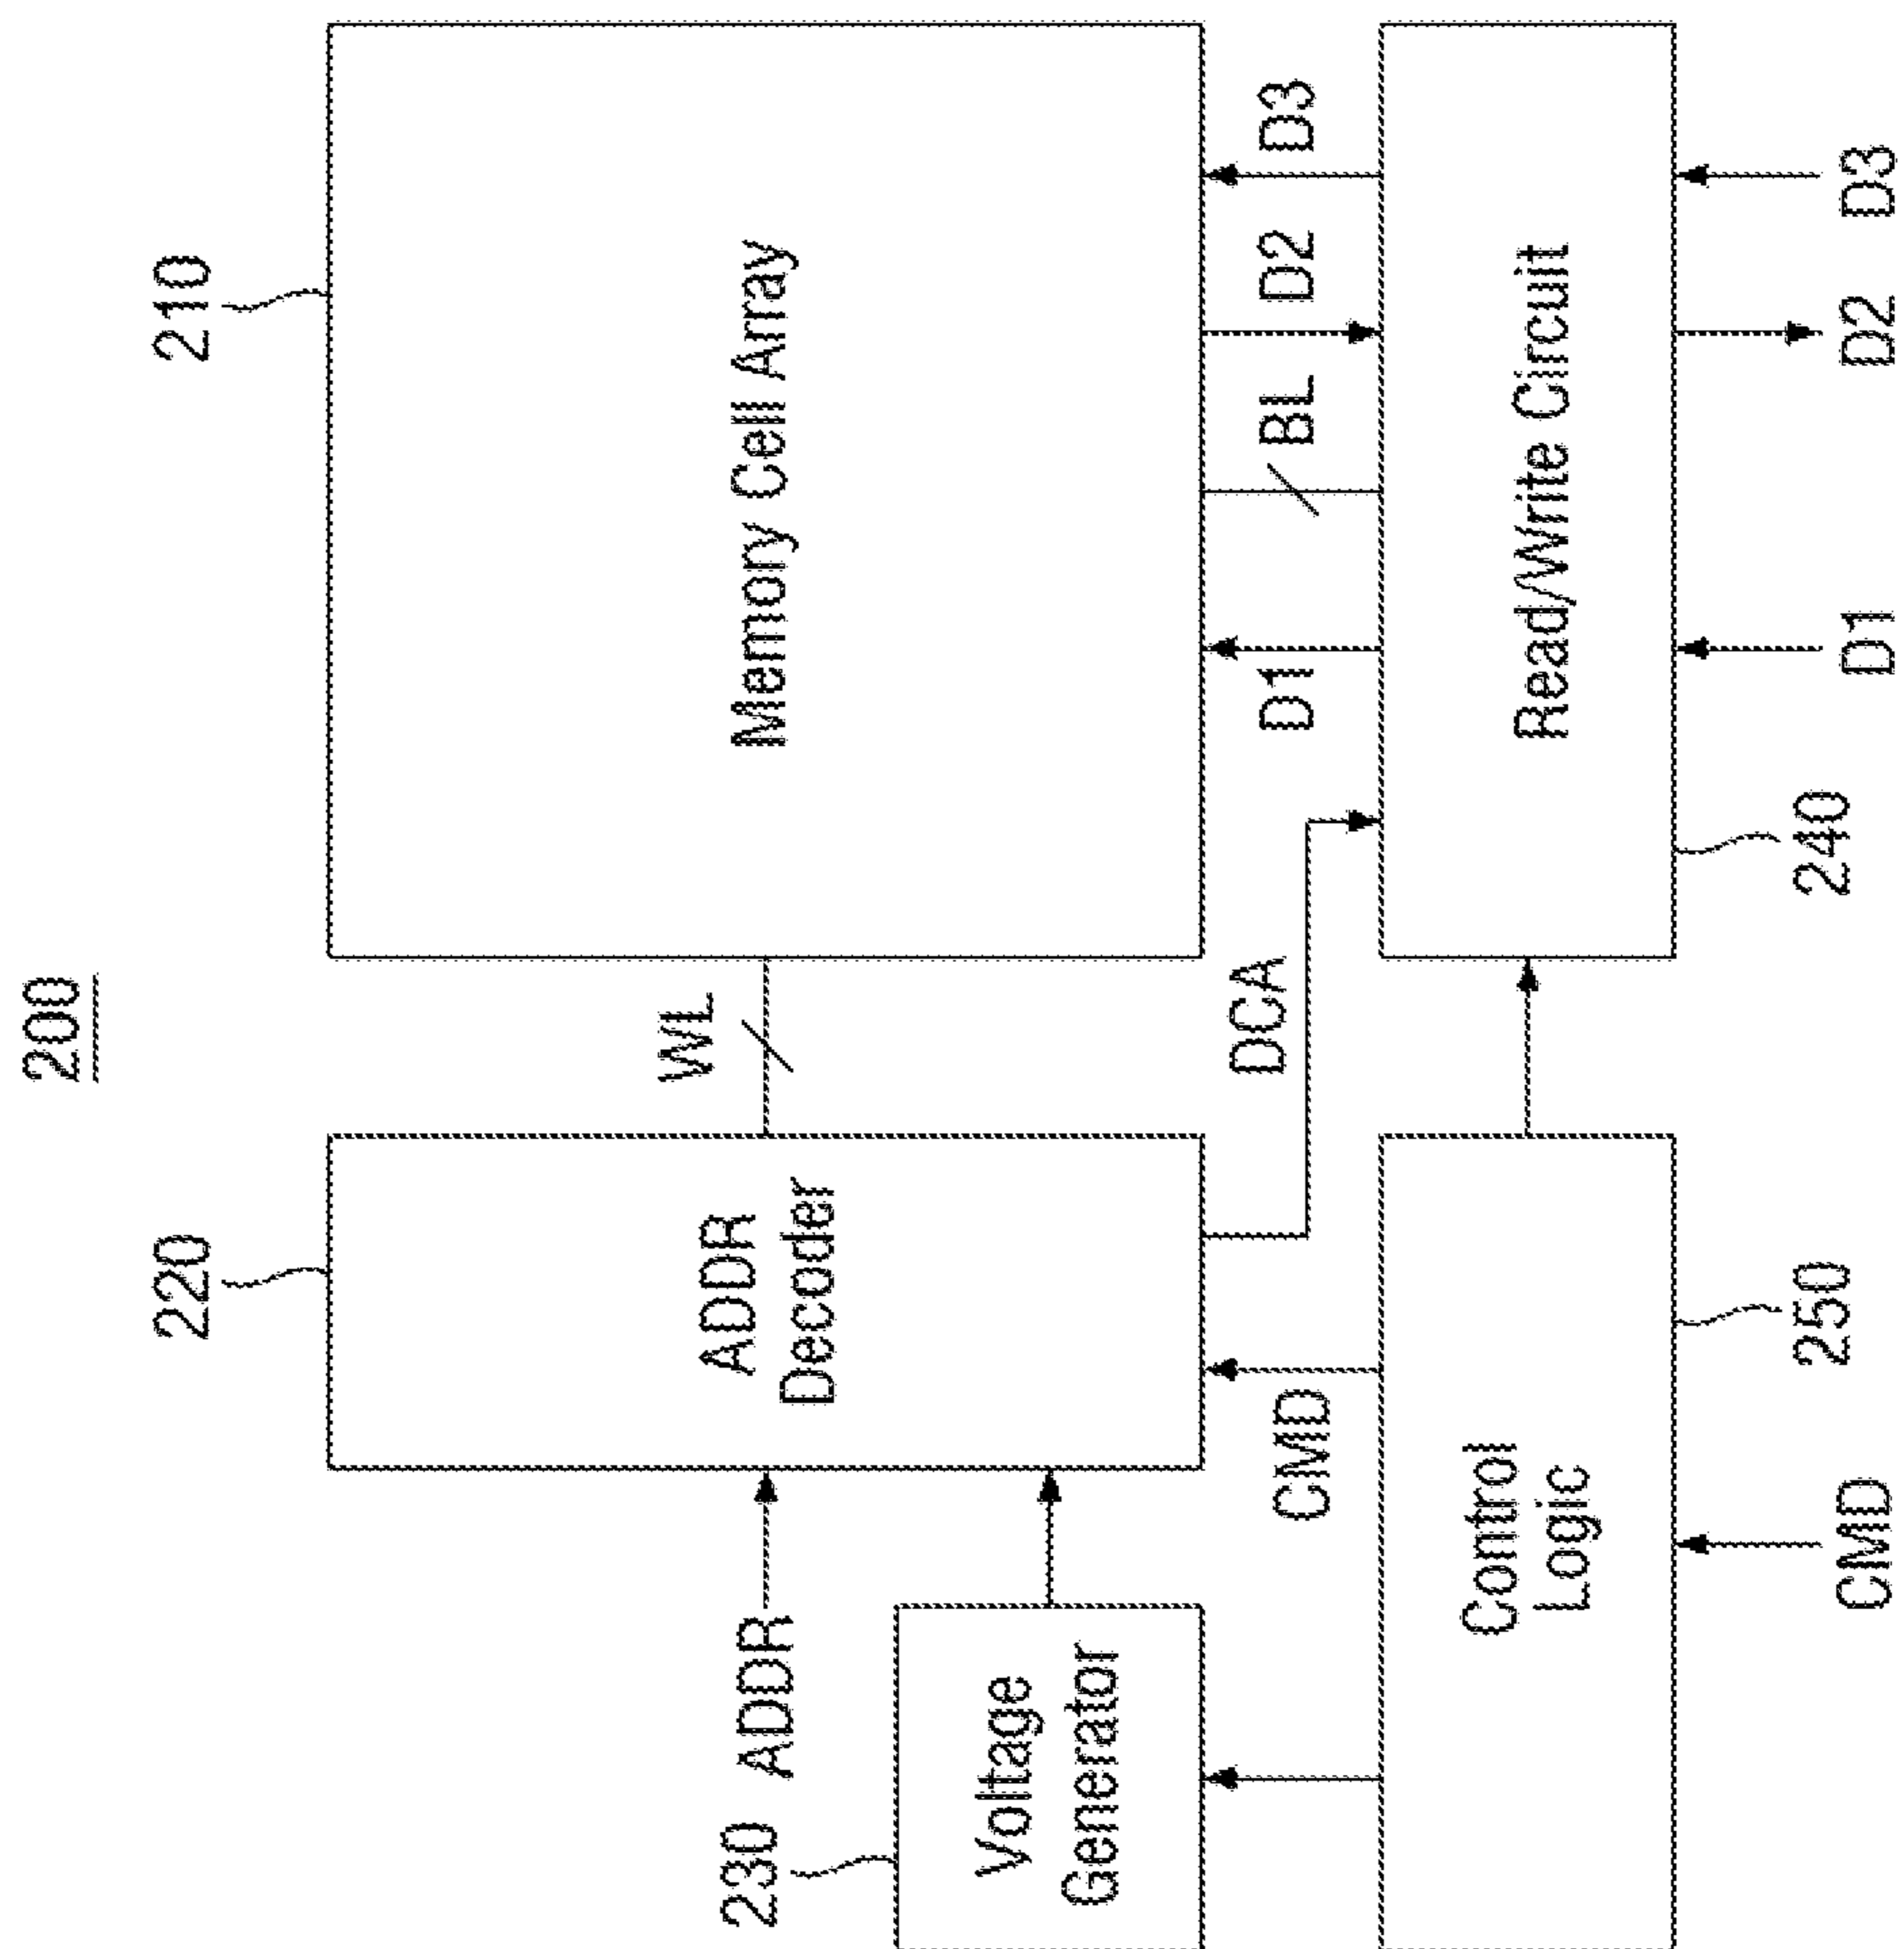 200
220
210
WL
230
ADDR
ADDR
Decoder
Memory Cell Array
Voltage
Generator
CMD
DCA
D1
BL
D2
D3
Control
Logic
Read/Write Circuit
250
240
CMD
D1
D2
D3